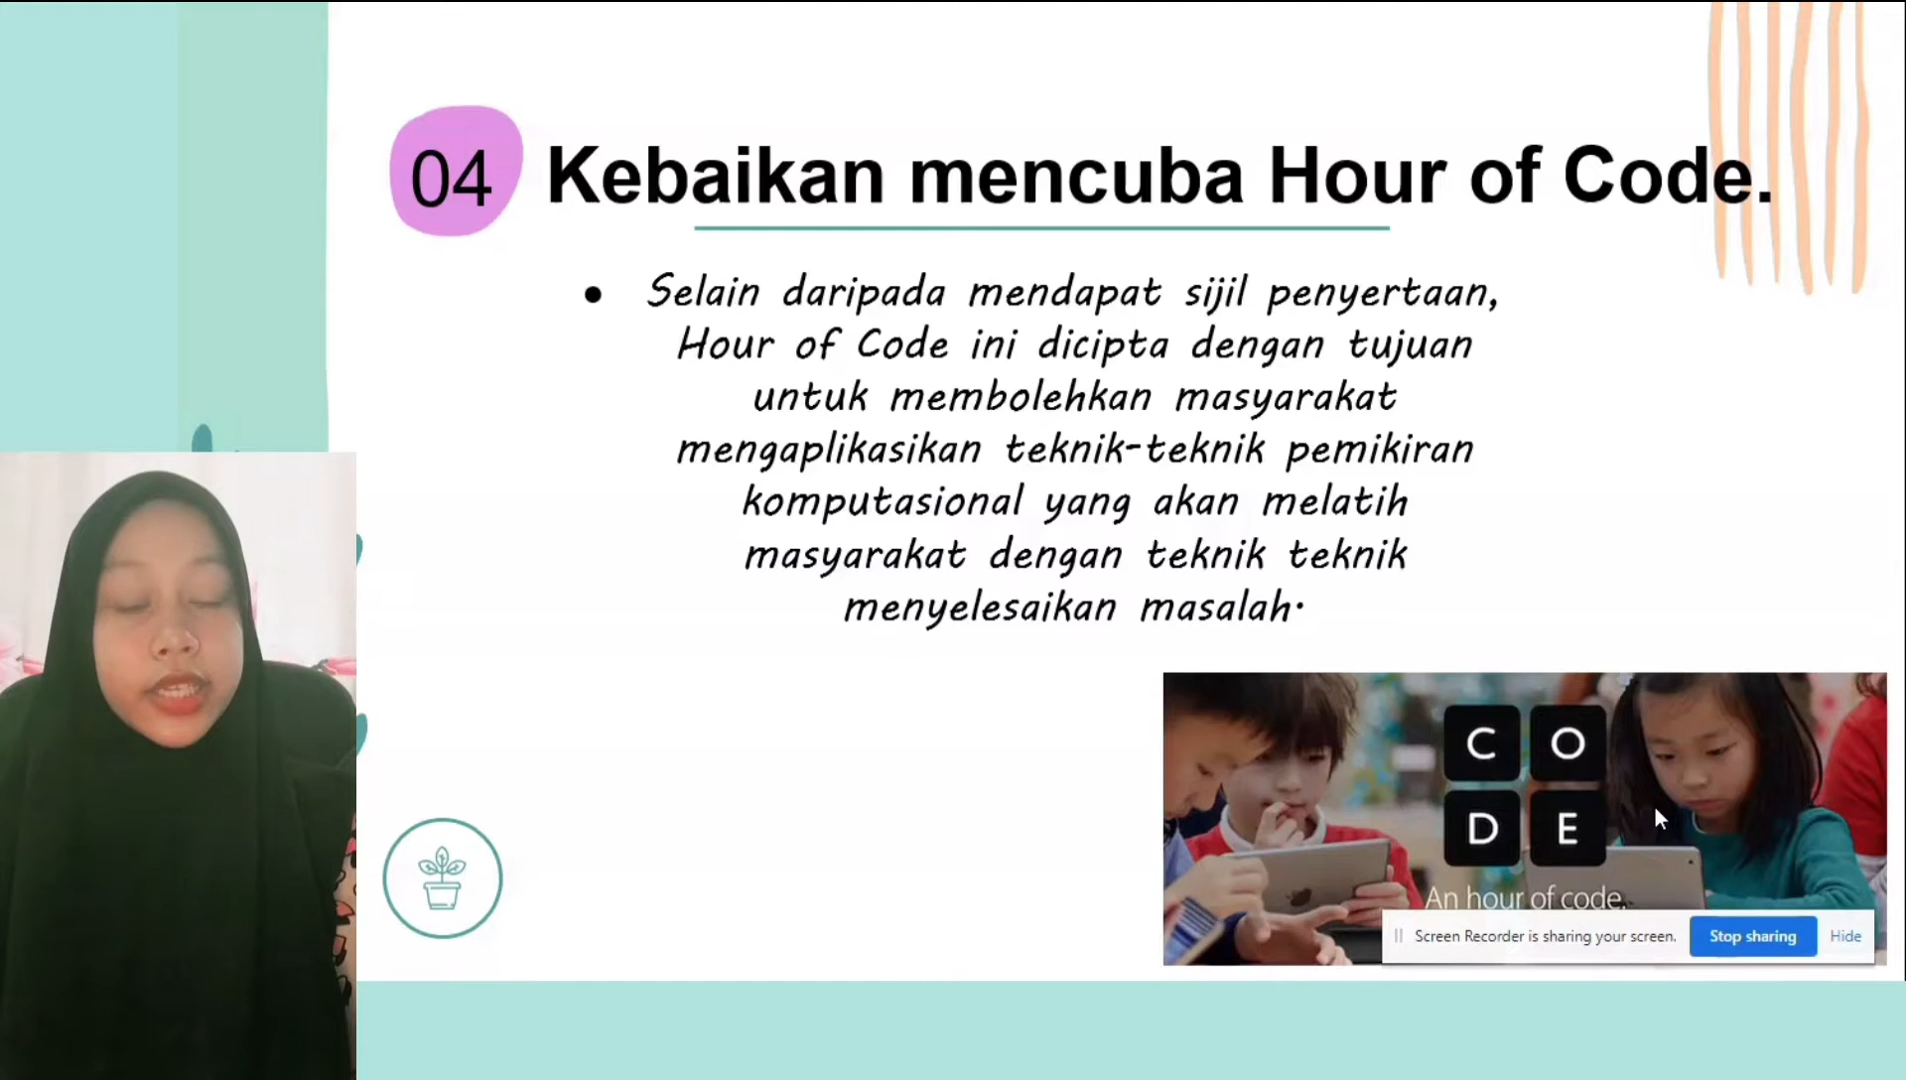 04 Kebaikan mencuba Hour of Code.
• Selain daripada mendapat sijil penyertaan,
Hour of Code ini dicipta dengan tujuan
untuk membolehkan masyarakat
mengaplikasikan teknik-teknik pemikiran
komputasional yang akan melatih
masyarakat dengan teknik teknik
menyelesaikan masalah.
C O
D E
An hour of code.
Screen Recorder is sharing your screen. Stop sharing Hide